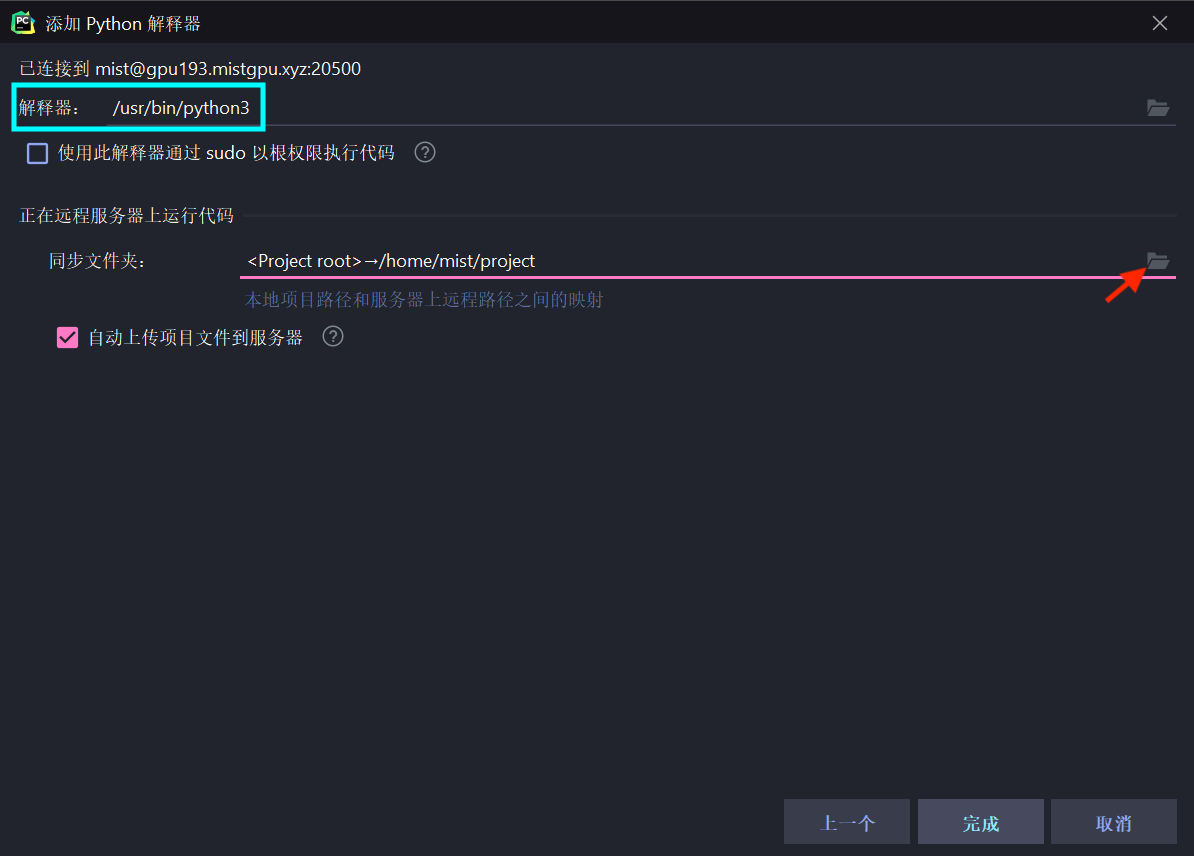 添加 Python 解释器
已连接到 mist@gpu193.mistgpu.xyz:20500
解释器: /usr/bin/python3
使用此解释器通过 sudo 以根权限执行代码 ?
正在远程服务器上运行代码
同步文件夹: <Project root>→/home/mist/project
本地项目路径和服务器上远程路径之间的映射
自动上传项目文件到服务器 ?
上一个 完成 取消